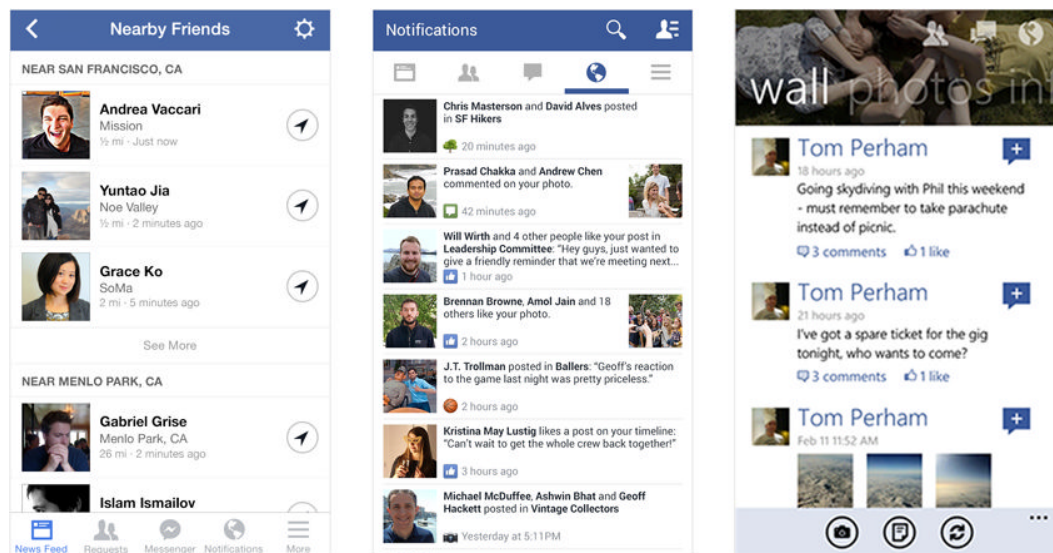 Nearby Friends
NEAR SAN FRANCISCO, CA
Andrea Vaccari
Mission
½ mi · Just now
Yuntao Jia
Noe Valley
½ mi · 2 minutes ago
Grace Ko
SoMa
2 mi · 5 minutes ago
See More
NEAR MENLO PARK, CA
Gabriel Grise
Menlo Park, CA
26 mi · 2 minutes ago
Islam Ismailov
News Feed
Requests
Messenger
Notifications
More
Notifications
Chris Masterson and David Alves posted
in SF Hikers
20 minutes ago
Prasad Chakka and Andrew Chen
commented on your photo.
42 minutes ago
Will Wirth and 4 other people like your post in
Leadership Committee: “Hey guys, just wanted to
give a friendly reminder that we're meeting next...
1 hour ago
Brennan Browne, Amol Jain and 18
others like your photo.
2 hours ago
J.T. Trollman posted in Ballers: “Geoff's reaction
to the game last night was pretty priceless.”
2 hours ago
Kristina May Lustig likes a post on your timeline:
“Can't wait to get the whole crew back together!”
3 hours ago
Michael McDuffee, Ashwin Bhat and Geoff
Hackett posted in Vintage Collectors
Yesterday at 5:11PM
wall photos in
Tom Perham
18 hours ago
Going skydiving with Phil this weekend
- must remember to take parachute
instead of picnic.
3 comments 1 like
Tom Perham
21 hours ago
I've got a spare ticket for the gig
tonight, who wants to come?
3 comments 1 like
Tom Perham
Feb 11 11:52 AM